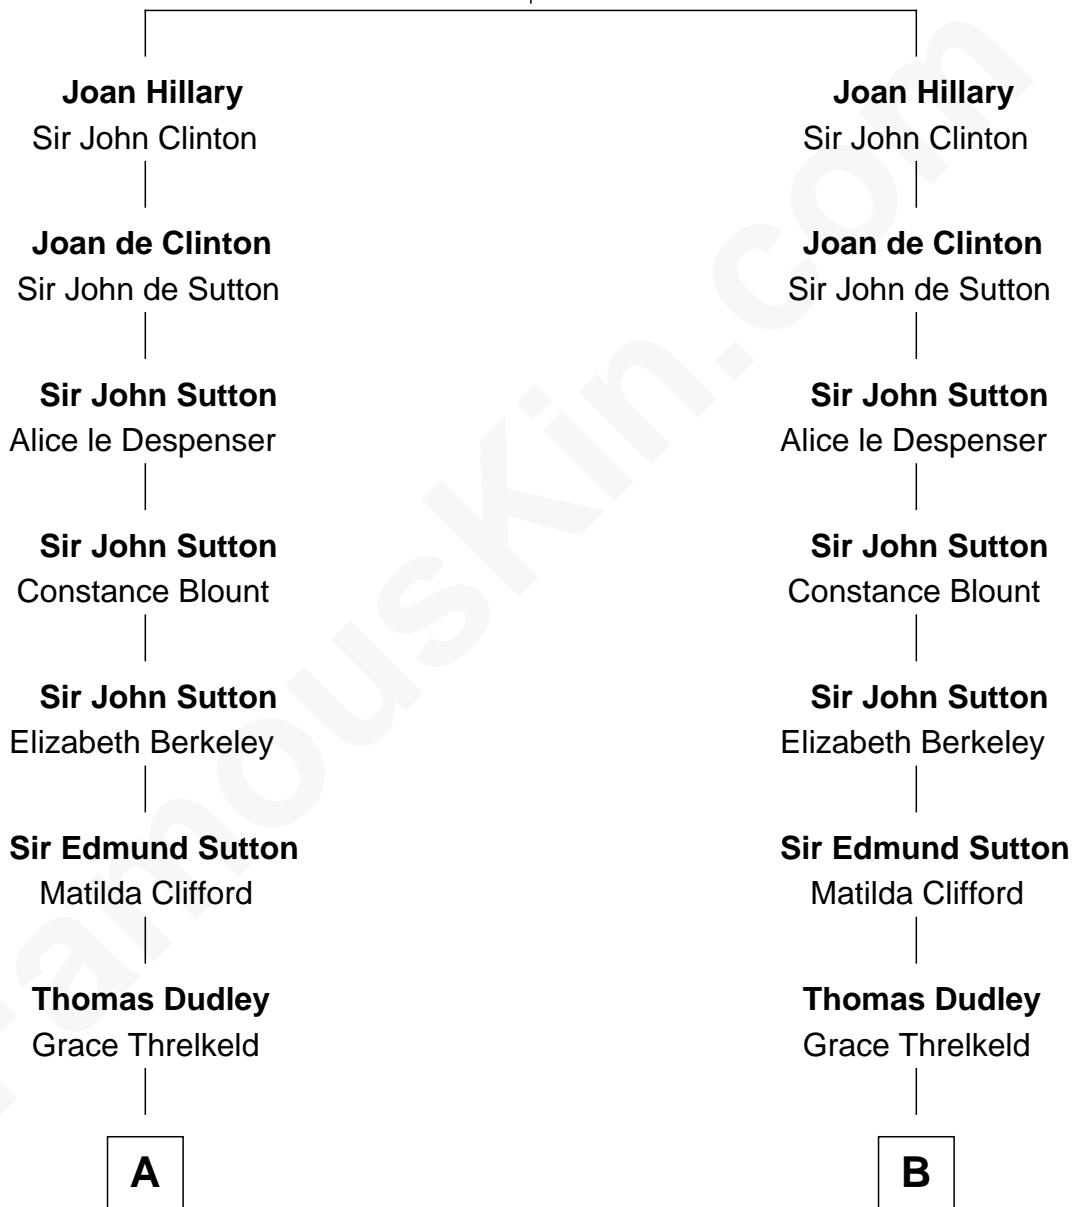 Joan Hillary
Sir John Clinton
Joan de Clinton
Sir John de Sutton
Sir John Sutton
Alice le Despenser
Sir John Sutton
Constance Blount
Sir John Sutton
Elizabeth Berkeley
Sir Edmund Sutton
Matilda Clifford
Thomas Dudley
Grace Threlkeld
A
Joan Hillary
Sir John Clinton
Joan de Clinton
Sir John de Sutton
Sir John Sutton
Alice le Despenser
Sir John Sutton
Constance Blount
Sir John Sutton
Elizabeth Berkeley
Sir Edmund Sutton
Matilda Clifford
Thomas Dudley
Grace Threlkeld
B
FamousKin.com